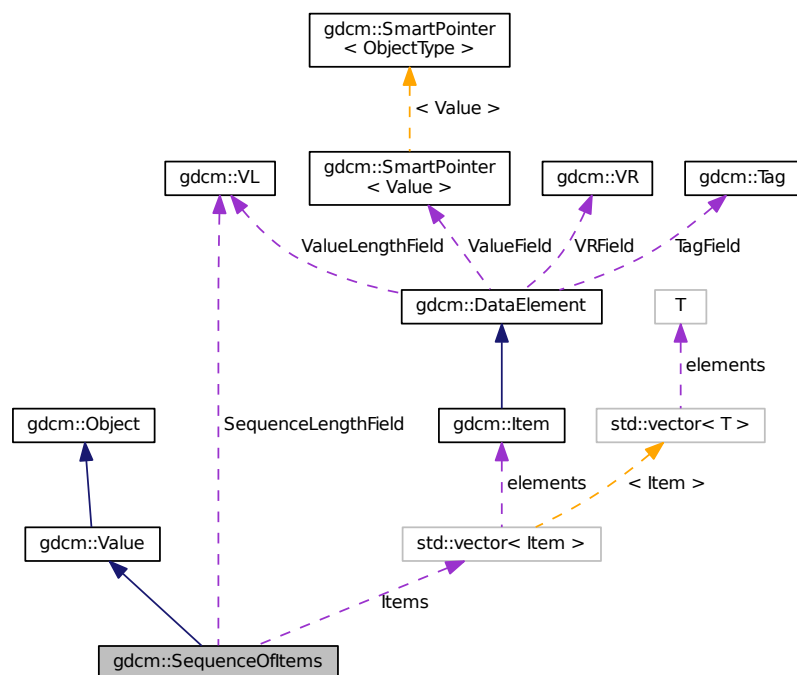 gdcm::SmartPointer
< ObjectType >
< Value >
gdcm::VL
gdcm::SmartPointer
< Value >
gdcm::VR
gdcm::Tag
ValueLengthField
ValueField
VRField
TagField
gdcm::DataElement
T
elements
gdcm::Object
SequenceLengthField
gdcm::Item
std::vector< T >
elements
< Item >
gdcm::Value
std::vector< Item >
Items
gdcm::SequenceOfItems